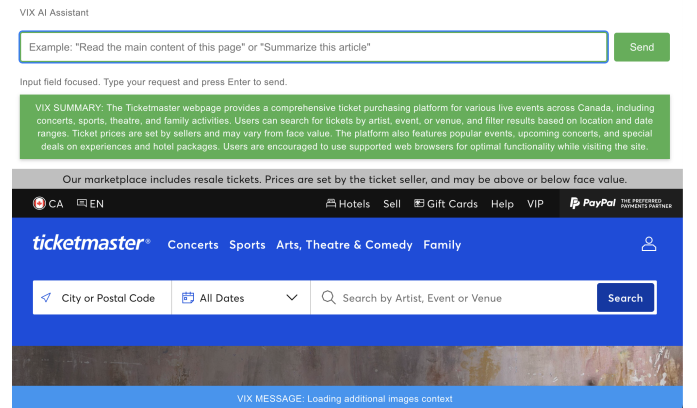 VIX AI Assistant
Example: "Read the main content of this page" or "Summarize this article"
Send
Input field focused. Type your request and press Enter to send.
VIX SUMMARY: The Ticketmaster webpage provides a comprehensive ticket purchasing platform for various live events across Canada, including
concerts, sports, theatre, and family activities. Users can search for tickets by artist, event, or venue, and filter results based on location and date
ranges. Ticket prices are set by sellers and may vary from face value. The platform also features popular events, upcoming concerts, and special
deals on experiences and hotel packages. Users are encouraged to use supported web browsers for optimal functionality while visiting the site.
Our marketplace includes resale tickets. Prices are set by the ticket seller, and may be above or below face value.
CA EN Hotels Sell Gift Cards Help VIP PayPal THE PREFERRED
PAYMENTS PARTNER
ticketmaster® Concerts Sports Arts, Theatre & Comedy Family
City or Postal Code All Dates Search by Artist, Event or Venue Search
VIX MESSAGE: Loading additional images context